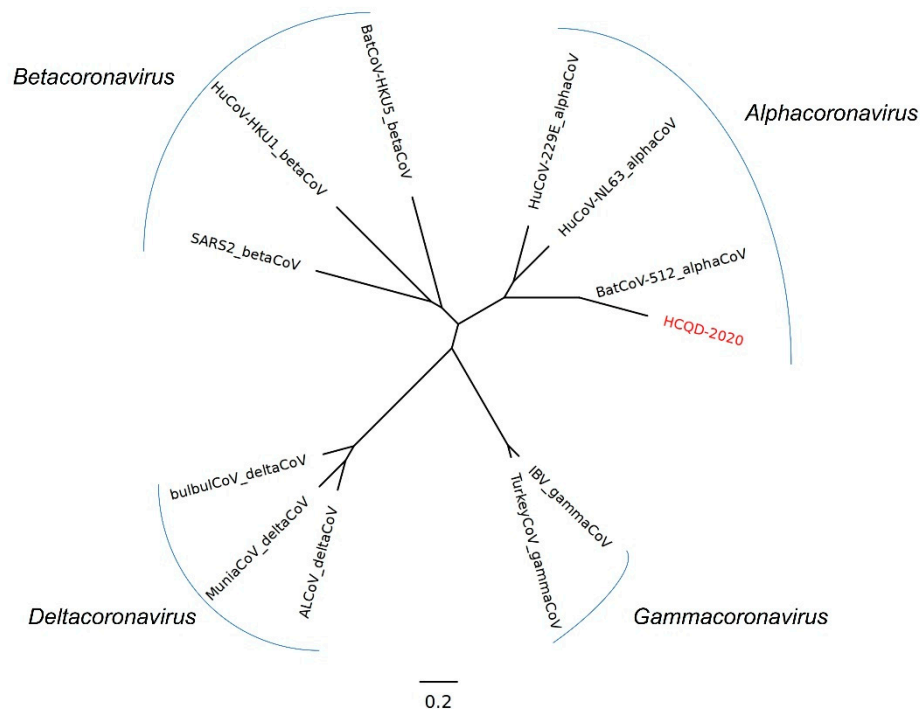 Betacoronavirus
BatCoV-HKU5_betaCoV
HuCoV-HKU1_betaCoV
SARS2_betaCoV
Alphacoronavirus
HuCoV-229E_alphaCoV
HuCoV-NL63_alphaCoV
BatCoV-512_alphaCoV
HCQD-2020
bulbulCoV_deltaCoV
MuniaCoV_deltaCoV
ALCoV_deltaCoV
Deltacoronavirus
IBV_gammaCoV
TurkeyCoV_gammaCoV
Gammacoronavirus
0.2